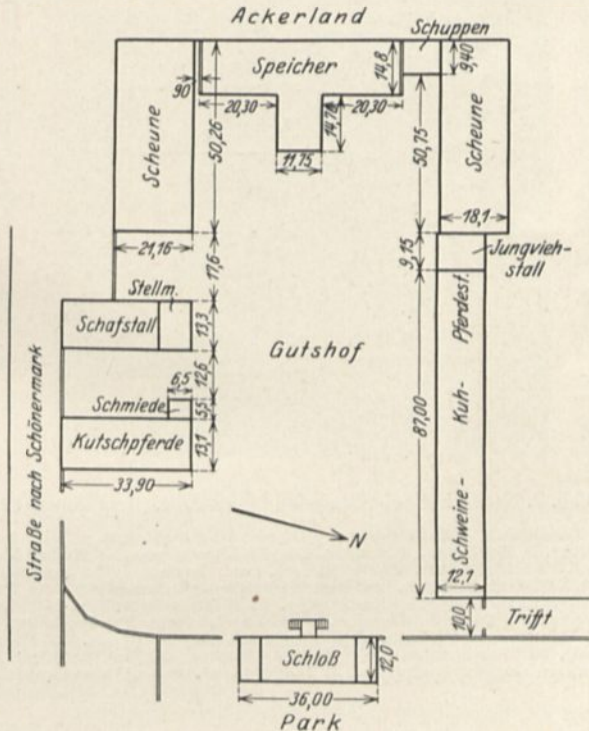 Ackerland
Schuppen
Speicher
14,8
9,40
90
20,30
20,30
14,78
11,75
Scheune
50,26
50,75
Scheune
18,1
21,16
17,6
9,15
Jungvieh-
stall
Stellm.
Schafstall
13,3
Gutshof
Schweine- Kuh- Pferdest.
87,00
12,6
6,5
Schmiede
5,5
Kutschpferde
13,1
33,90
Straße nach Schönermark
N
12,1
10,0
Trifft
Schloß
12,0
36,00
Park